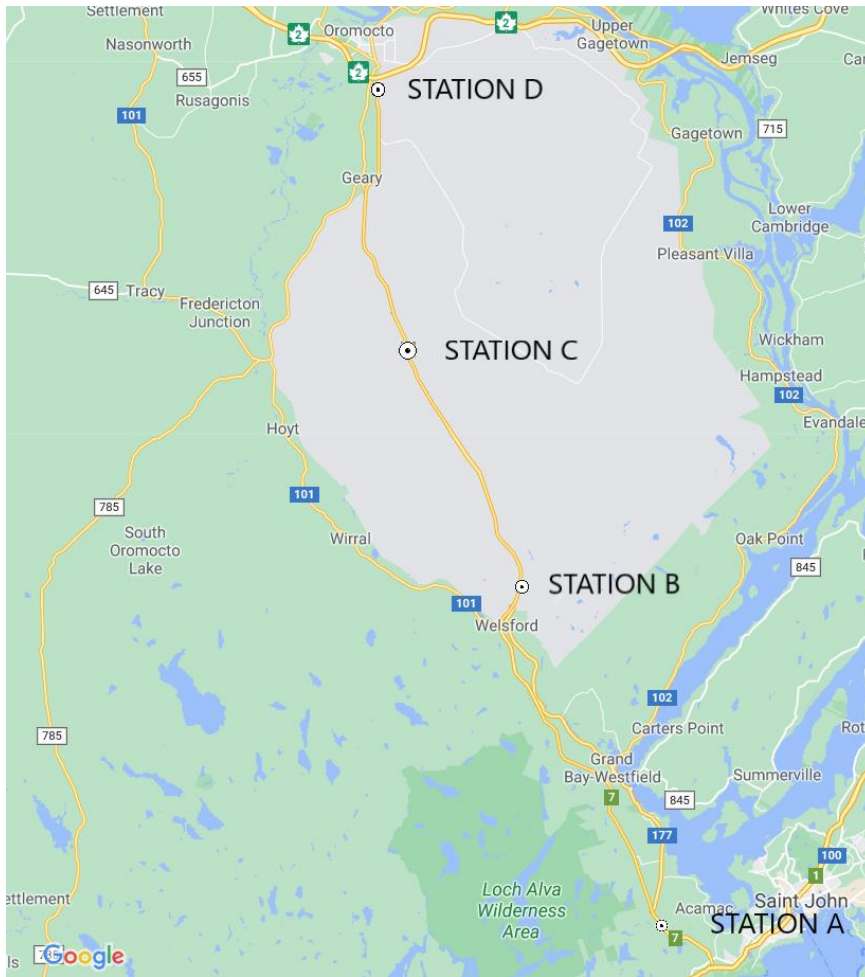 Settlement
Oromocto
2
2
Upper
Gagetown
Whites Cove
Nasonworth
655
Rusagonis
2
STATION D
Jemseg
101
Gagetown
715
Geary
Lower
Cambridge
102
Pleasant Villa
645
Tracy
Fredericton
Junction
STATION C
Wickham
Hampstead
102
Evandale
Hoyt
101
785
South
Oromocto
Lake
Wirral
Oak Point
845
101
STATION B
Welsford
102
Carters Point
785
Grand
Bay-Westfield
Summerville
7
845
177
100
1
Loch Alva
Wilderness
Area
Acamac
Saint John
STATION A
7
ettlement
Google